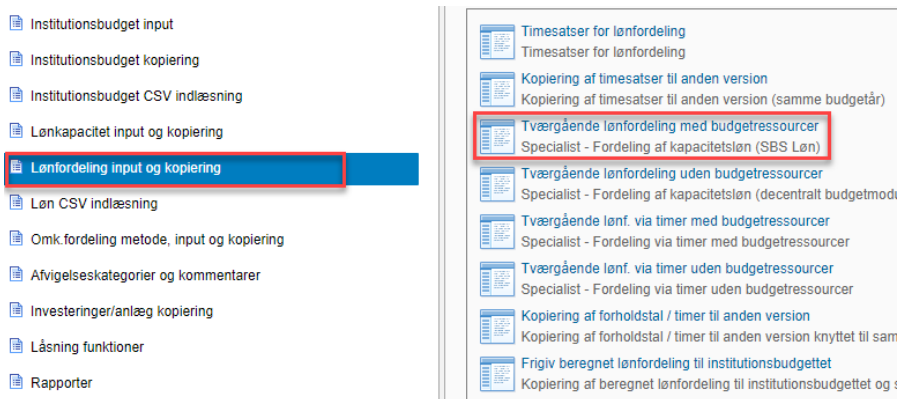 Institutionsbudget input
Institutionsbudget kopiering
Institutionsbudget CSV indlæsning
Lønkapacitet input og kopiering
Lønfordeling input og kopiering
Løn CSV indlæsning
Omk.fordeling metode, input og kopiering
Afvigelseskategorier og kommentarer
Investeringer/anlæg kopiering
Låsning funktioner
Rapporter
Timesatser for lønfordeling
Timesatser for lønfordeling
Kopiering af timesatser til anden version
Kopiering af timesatser til anden version (samme budgetår)
Tværgående lønfordeling med budgetressourcer
Specialist - Fordeling af kapacitetsløn (SBS Løn)
Tværgående lønfordeling uden budgetressourcer
Specialist - Fordeling af kapacitetsløn (decentralt budgetmodu
Tværgående lønf. via timer med budgetressourcer
Specialist - Fordeling via timer med budgetressourcer
Tværgående lønf. via timer uden budgetressourcer
Specialist - Fordeling via timer uden budgetressourcer
Kopiering af forholdstal / timer til anden version
Kopiering af forholdstal / timer til anden version knyttet til sam
Frigiv beregnet lønfordeling til institutionsbudgettet
Kopiering af beregnet lønfordeling til institutionsbudgettet og s